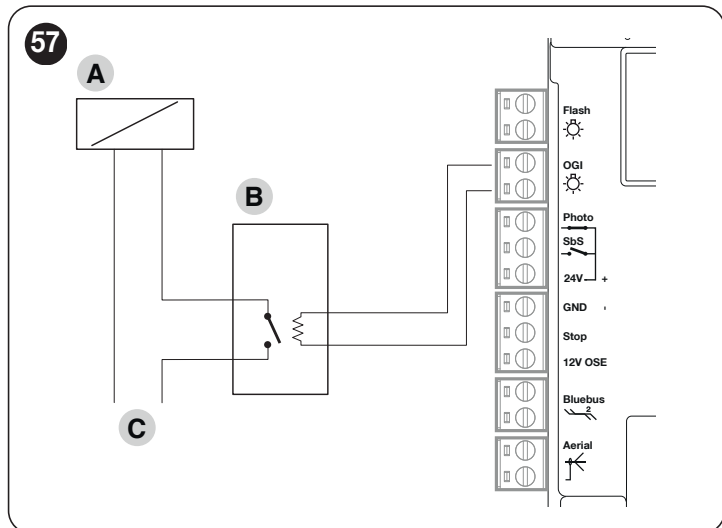 57
A
B
C
Flash
OGI
Photo
SbS
24V +
GND -
Stop
12V OSE
Bluebus
2
Aerial